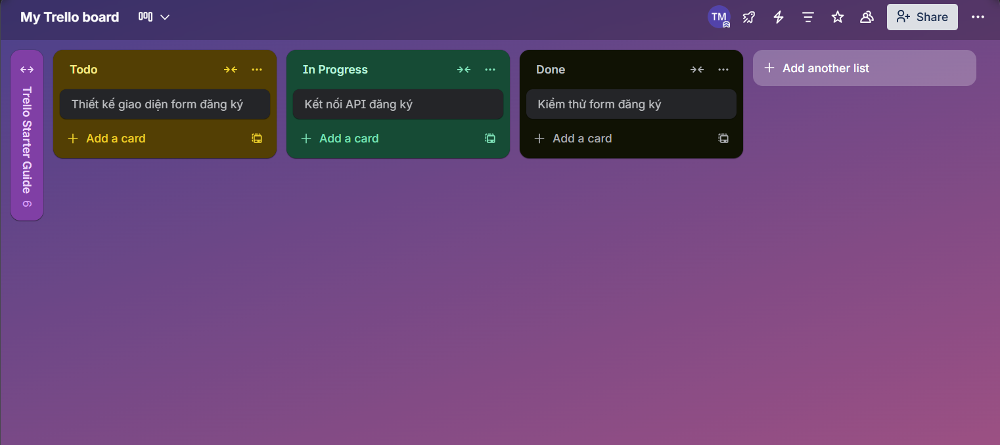 My Trello board
TM
Share
Trello Starter Guide 6
Todo
Thiết kế giao diện form đăng ký
Add a card
In Progress
Kết nối API đăng ký
Add a card
Done
Kiểm thử form đăng ký
Add a card
Add another list